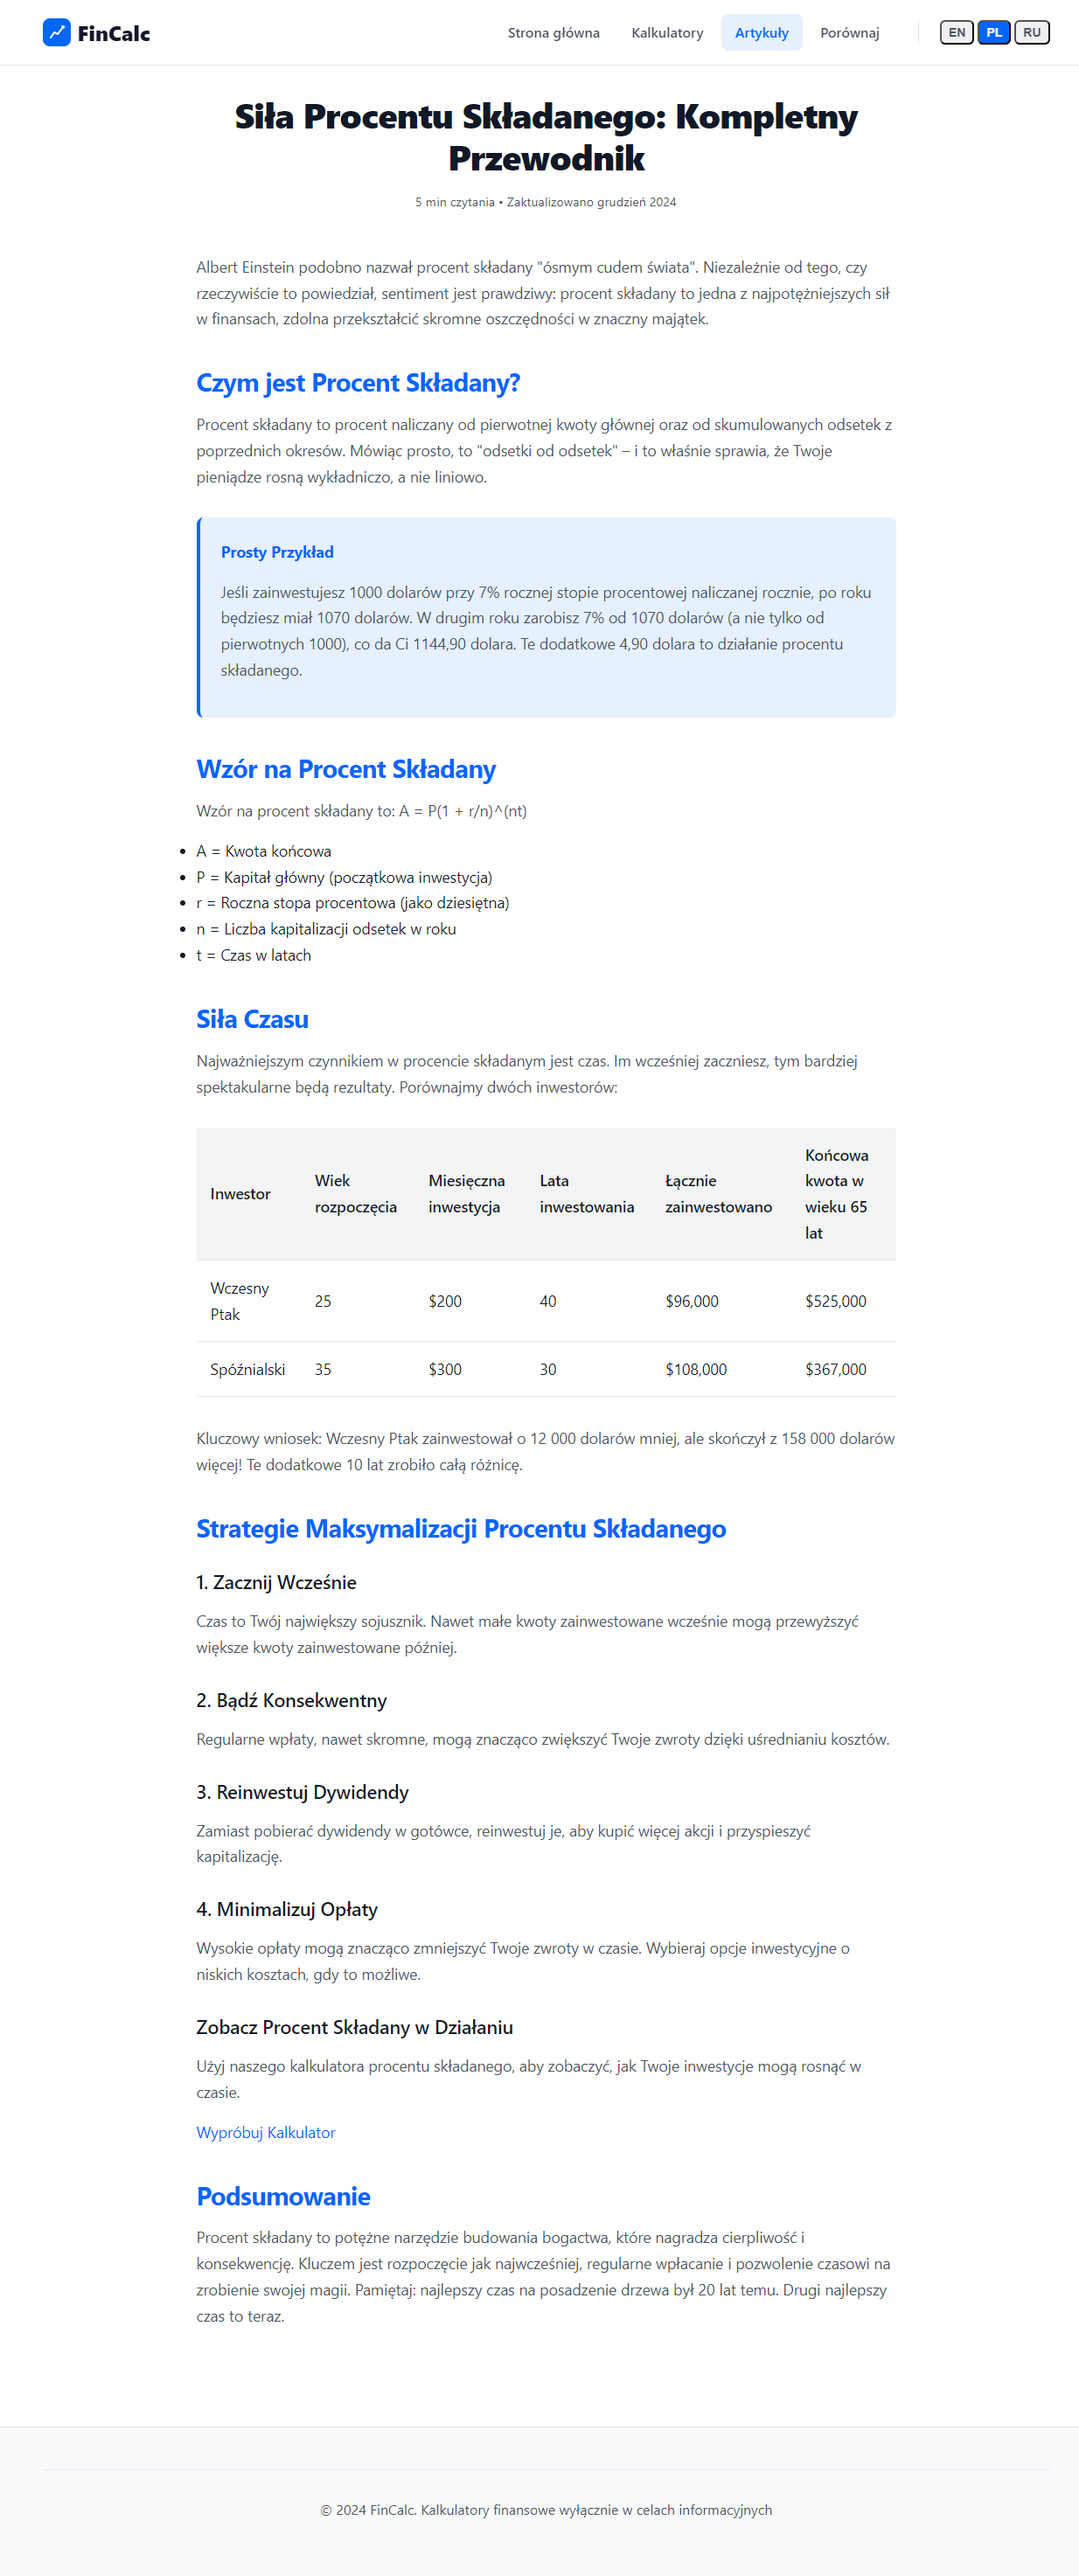 FinCalc
Strona główna
Kalkulatory
Artykuły
Porównaj
EN
PL
RU
Siła Procentu Składanego: Kompletny
Przewodnik
5 min czytania • Zaktualizowano grudzień 2024
Albert Einstein podobno nazwał procent składany "ósmym cudem świata". Niezależnie od tego, czy
rzeczywiście to powiedział, sentiment jest prawdziwy: procent składany to jedna z najpotężniejszych sił
w finansach, zdolna przekształcić skromne oszczędności w znaczny majątek.
Czym jest Procent Składany?
Procent składany to procent naliczany od pierwotnej kwoty głównej oraz od skumulowanych odsetek z
poprzednich okresów. Mówiąc prosto, to "odsetki od odsetek" – i to właśnie sprawia, że Twoje
pieniądze rosną wykładniczo, a nie liniowo.
Prosty Przykład
Jeśli zainwestujesz 1000 dolarów przy 7% rocznej stopie procentowej naliczanej rocznie, po roku
będziesz miał 1070 dolarów. W drugim roku zarobisz 7% od 1070 dolarów (a nie tylko od
pierwotnych 1000), co da Ci 1144,90 dolara. Te dodatkowe 4,90 dolara to działanie procentu
składanego.
Wzór na Procent Składany
Wzór na procent składany to: A = P(1 + r/n)^(nt)
• A = Kwota końcowa
• P = Kapitał główny (początkowa inwestycja)
• r = Roczna stopa procentowa (jako dziesiętna)
• n = Liczba kapitalizacji odsetek w roku
• t = Czas w latach
Siła Czasu
Najważniejszym czynnikiem w procencie składanym jest czas. Im wcześniej zaczniesz, tym bardziej
spektakularne będą rezultaty. Porównajmy dwóch inwestorów:
Inwestor
Wiek
rozpoczęcia
Miesięczna
inwestycja
Lata
inwestowania
Łącznie
zainwestowano
Końcowa
kwota w
wieku 65
lat
Wczesny
Ptak
25
$200
40
$96,000
$525,000
Spóźnialski
35
$300
30
$108,000
$367,000
Kluczowy wniosek: Wczesny Ptak zainwestował o 12 000 dolarów mniej, ale skończył z 158 000 dolarów
więcej! Te dodatkowe 10 lat zrobiło całą różnicę.
Strategie Maksymalizacji Procentu Składanego
1. Zacznij Wcześnie
Czas to Twój największy sojusznik. Nawet małe kwoty zainwestowane wcześnie mogą przewyższyć
większe kwoty zainwestowane później.
2. Bądź Konsekwentny
Regularne wpłaty, nawet skromne, mogą znacząco zwiększyć Twoje zwroty dzięki uśrednianiu kosztów.
3. Reinwestuj Dywidendy
Zamiast pobierać dywidendy w gotówce, reinwestuj je, aby kupić więcej akcji i przyspieszyć
kapitalizację.
4. Minimalizuj Opłaty
Wysokie opłaty mogą znacząco zmniejszyć Twoje zwroty w czasie. Wybieraj opcje inwestycyjne o
niskich kosztach, gdy to możliwe.
Zobacz Procent Składany w Działaniu
Użyj naszego kalkulatora procentu składanego, aby zobaczyć, jak Twoje inwestycje mogą rosnąć w
czasie.
Wypróbuj Kalkulator
Podsumowanie
Procent składany to potężne narzędzie budowania bogactwa, które nagradza cierpliwość i
konsekwencję. Kluczem jest rozpoczęcie jak najwcześniej, regularne wpłacanie i pozwolenie czasowi na
zrobienie swojej magii. Pamiętaj: najlepszy czas na posadzenie drzewa był 20 lat temu. Drugi najlepszy
czas to teraz.
© 2024 FinCalc. Kalkulatory finansowe wyłącznie w celach informacyjnych